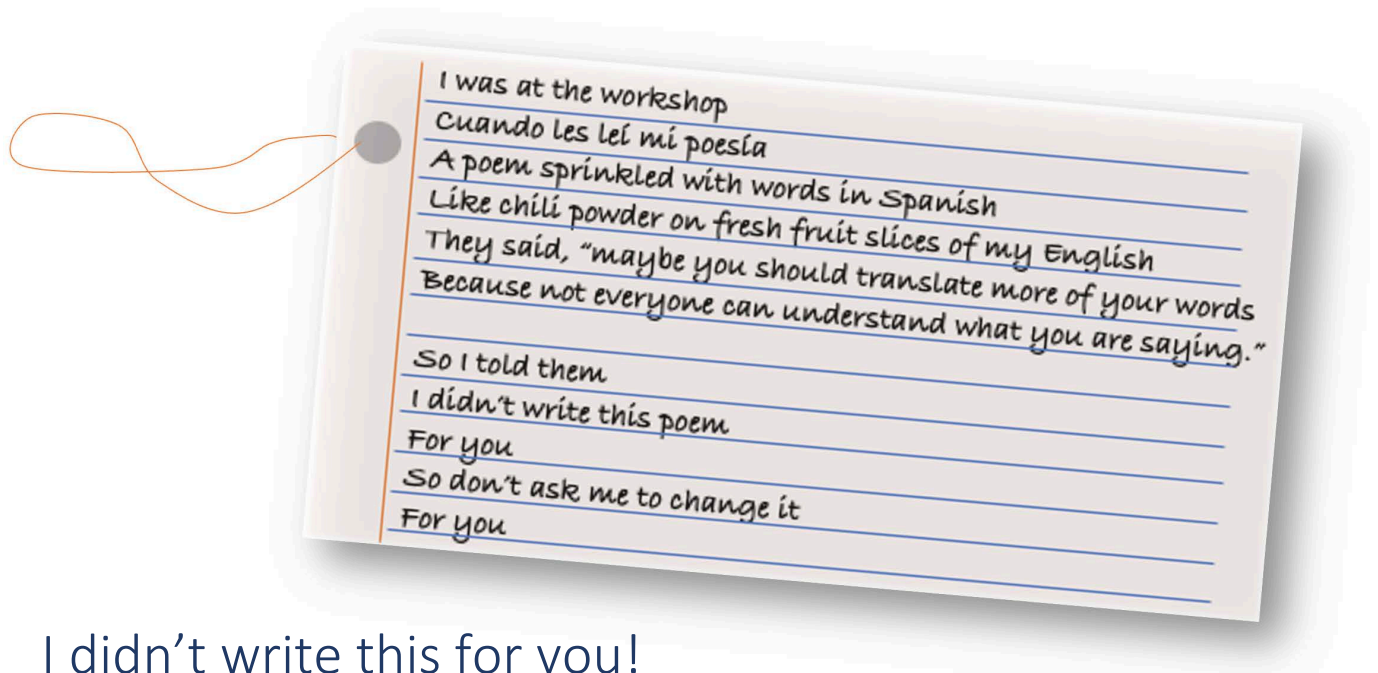 I was at the workshop
Cuando les leí mi poesía
A poem sprinkled with words in Spanish
Like chili powder on fresh fruit slices of my English
They said, “maybe you should translate more of your words
Because not everyone can understand what you are saying.”
So I told them
I didn’t write this poem
For you
So don’t ask me to change it
For you
I didn’t write this for you!